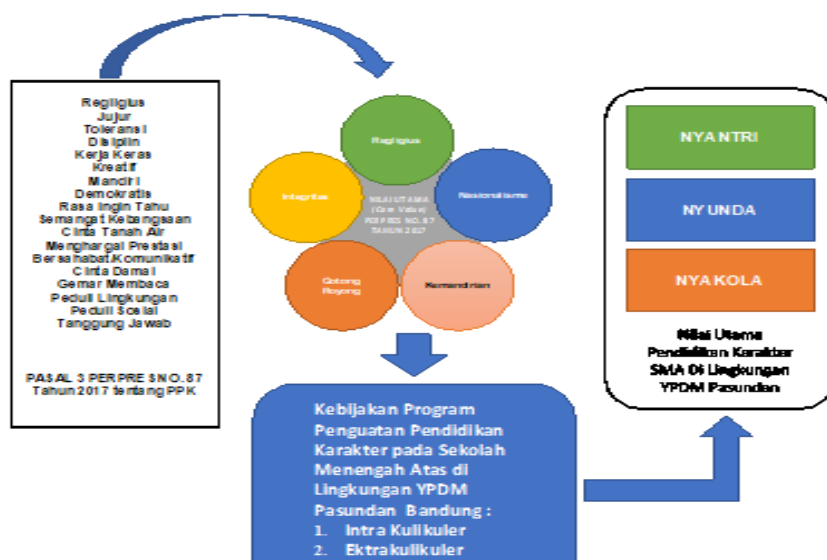 Regligius
Jujur
Toleransi
Disiplin
Kerja Keras
Kreatif
Mandiri
Demokratis
Rasa Ingin Tahu
Semangat Kebangsaan
Cinta Tanah Air
Menghargai Prestasi
Bersahabat.Komunikatif
Cinta Damai
Gemar Membaca
Peduli Lingkungan
Peduli Sosial
Tanggung Jawab
PASAL 3 PERPRE SNO. 87
Tahun 2017 tentang PPK
Regligius
Integritas
Nasionalisme
NILAI UTAMA
(Core Value)
PERPRES NO. 87
TAHUN 2017
Gotong
Royong
Kemandirian
Kebijakan Program
Penguatan Pendidikan
Karakter pada Sekolah
Menengah Atas di
Lingkungan YPDM
Pasundan Bandung :
1. Intra Kulikuler
2. Ektrakulikuler
NYANTRI
NYUNDA
NYAKOLA
Nilai Utama
Pendidikan Karakter
SMA Di Lingkungan
YPDM Pasundan